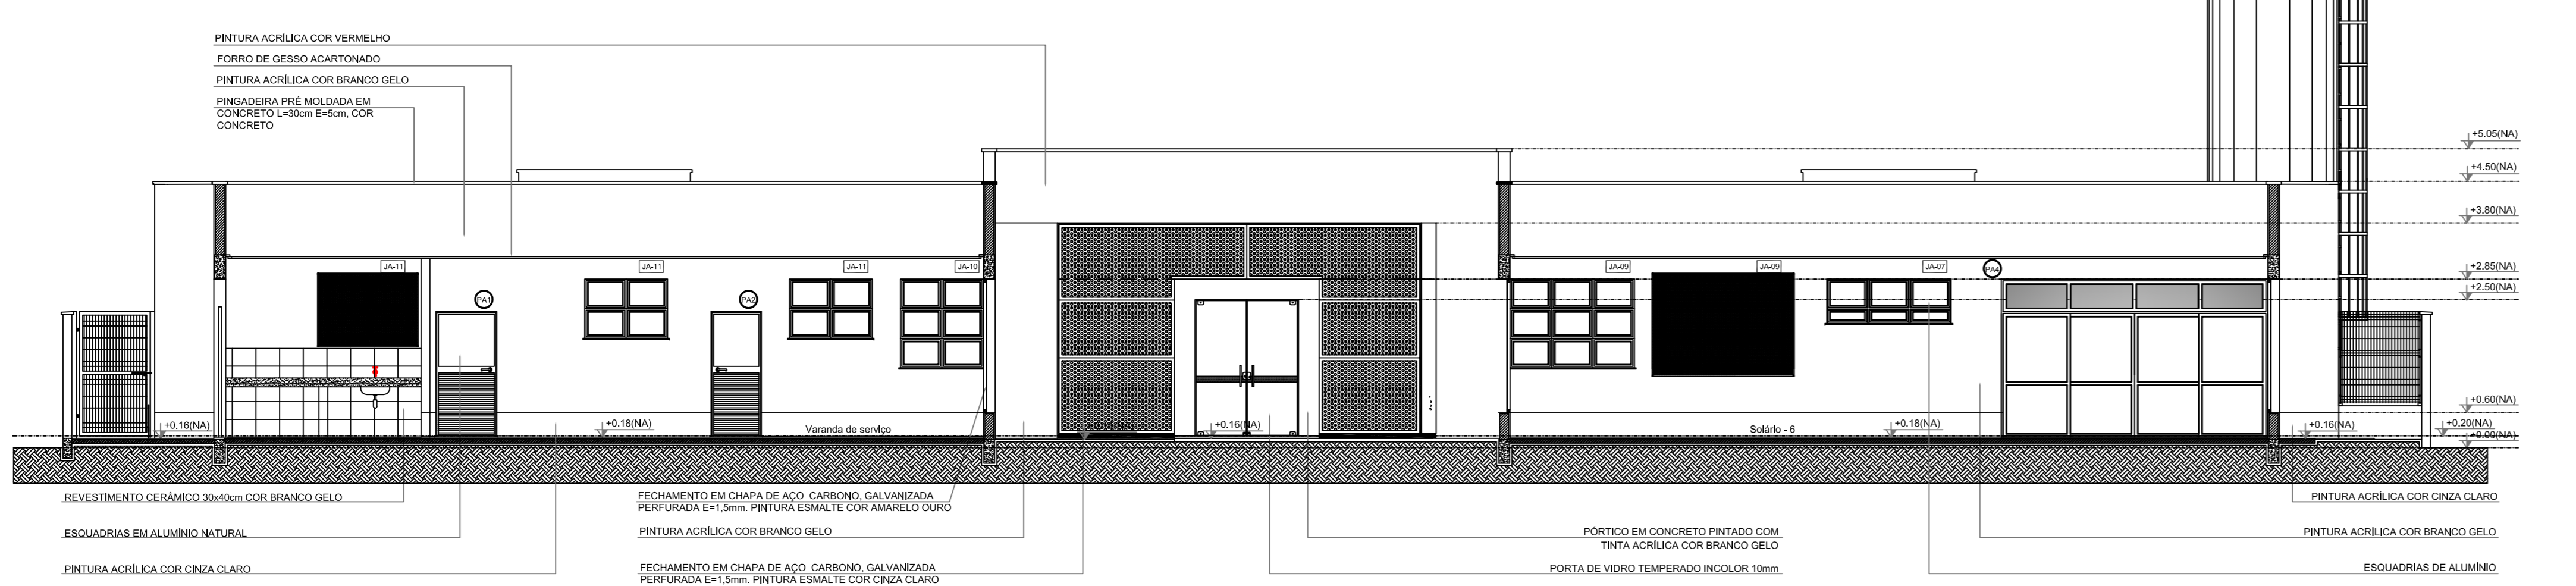 PINTURA ACRÍLICA COR VERMELHO
FORRO DE GESSO ACARTONADO
PINTURA ACRÍLICA COR BRANCO GELO
PINGADEIRA PRÉ MOLDADA EM
CONCRETO L=30cm E=5cm, COR
CONCRETO
+5.05(NA)
+4.50(NA)
+3.80(NA)
+2.85(NA)
+2.50(NA)
+0.60(NA)
+0.20(NA)
+0.00(NA)
JA-11
JA-11
JA-11
JA-10
JA-09
JA-09
JA-07
PA4
PA1
PA2
+0.16(NA)
+0.18(NA)
Varanda de serviço
+0.16(NA)
Solário - 6
+0.18(NA)
+0.16(NA)
REVESTIMENTO CERÂMICO 30x40cm COR BRANCO GELO
ESQUADRIAS EM ALUMÍNIO NATURAL
PINTURA ACRÍLICA COR CINZA CLARO
FECHAMENTO EM CHAPA DE AÇO CARBONO, GALVANIZADA
PERFURADA E=1,5mm. PINTURA ESMALTE COR AMARELO OURO
PINTURA ACRÍLICA COR BRANCO GELO
FECHAMENTO EM CHAPA DE AÇO CARBONO, GALVANIZADA
PERFURADA E=1,5mm. PINTURA ESMALTE COR CINZA CLARO
PÓRTICO EM CONCRETO PINTADO COM
TINTA ACRÍLICA COR BRANCO GELO
PORTA DE VIDRO TEMPERADO INCOLOR 10mm
PINTURA ACRÍLICA COR CINZA CLARO
PINTURA ACRÍLICA COR BRANCO GELO
ESQUADRIAS DE ALUMÍNIO